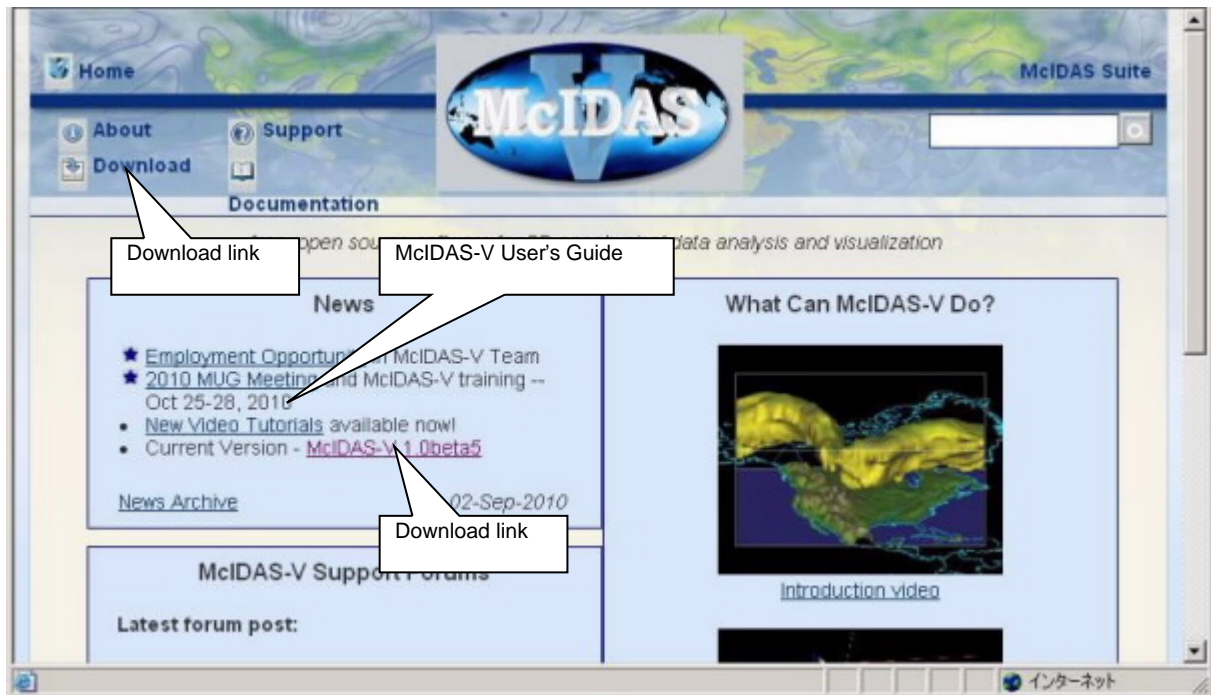 Home
McIDAS Suite
McIDAS
V
About
Support
Download
Documentation
open data analysis and visualization
Download link
McIDAS-V User's Guide
News
★ Employment McIDAS-V Team
★ 2010 MUG Meeting and McIDAS-V training --
Oct 25-28, 2010
• New Video Tutorials available now!
• Current Version - McIDAS-V 1.0beta5
News Archive
02-Sep-2010
Download link
McIDAS-V Support Forums
Latest forum post:
What Can McIDAS-V Do?
Introduction video
インターネット